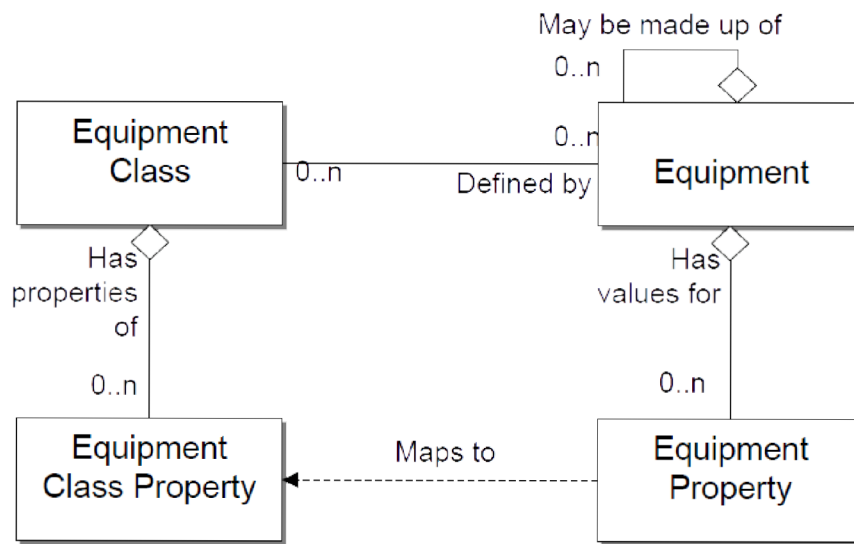 May be made up of
0..n
Equipment
Class
0..n
0..n
Defined by
Equipment
Has
properties
of
Has
values for
0..n
0..n
Equipment
Class Property
Maps to
Equipment
Property